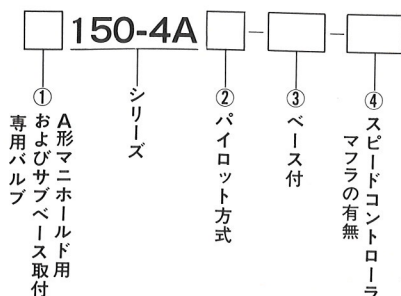 150-4A
①
A形マニホールド用
およびサブベース取付
専用バルブ
シリーズ
②
パイロット方式
③
ベース付
④
スピードコントローラ
マフラの有無